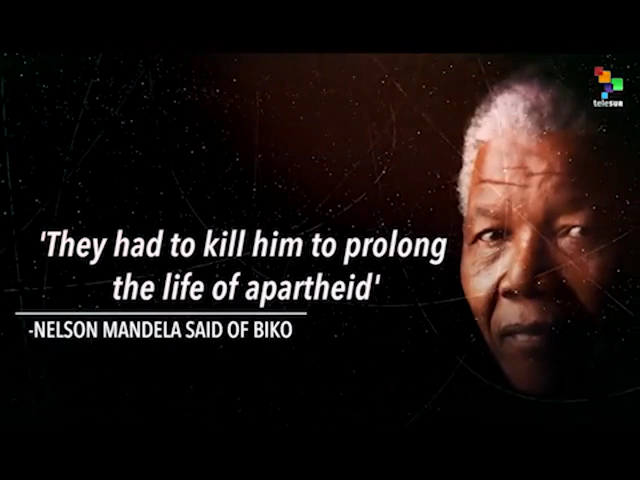 teleSUR
'They had to kill him to prolong
the life of apartheid'
-NELSON MANDELA SAID OF BIKO